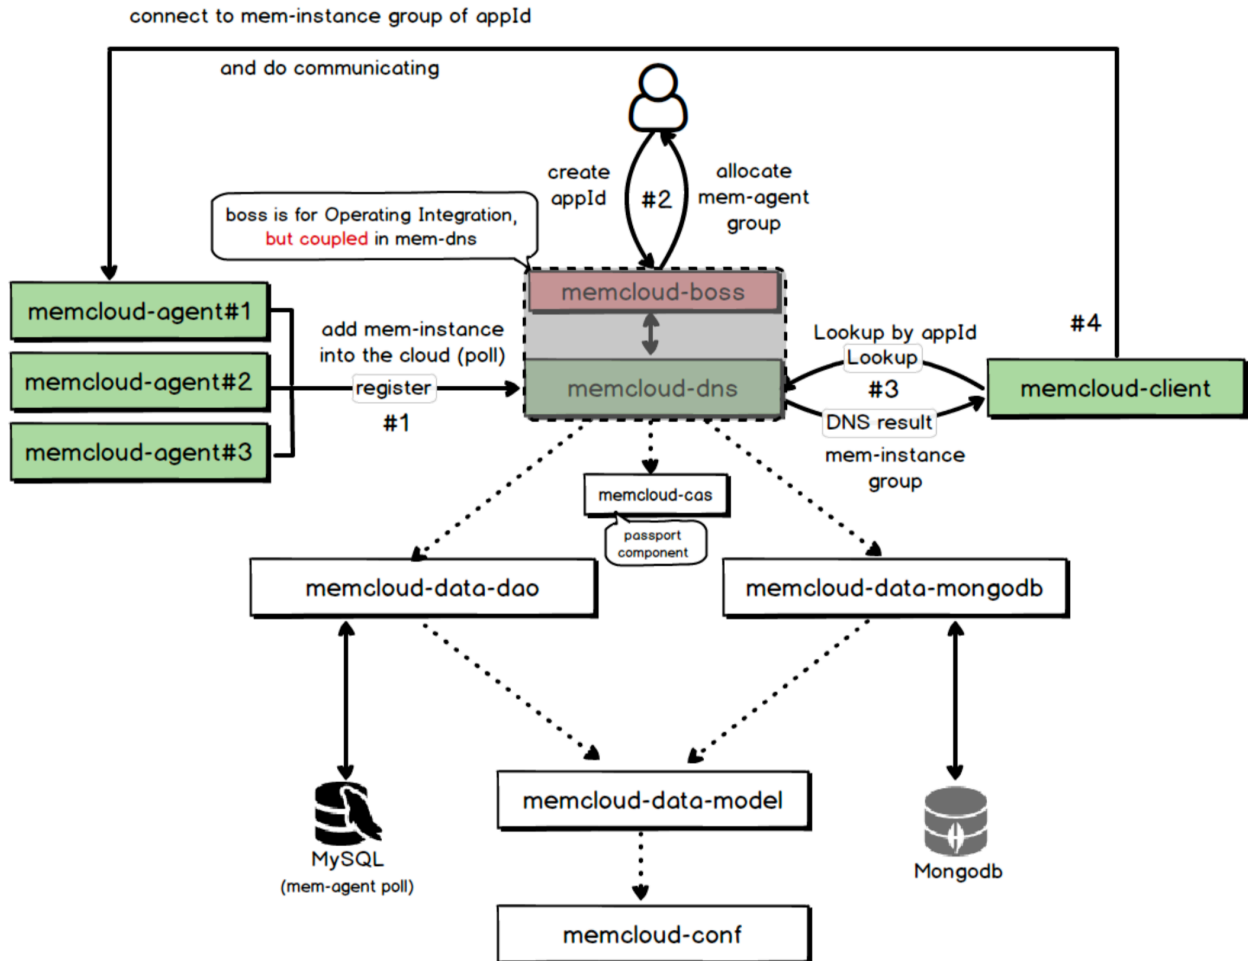 connect to mem-instance group of appId
and do communicating
create
appId
#2
allocate
mem-agent
group
boss is for Operating Integration,
but coupled in mem-dns
memcloud-boss
memcloud-agent#1
memcloud-agent#2
memcloud-agent#3
add mem-instance
into the cloud (poll)
register
#1
memcloud-dns
#4
Lookup by appId
Lookup
#3
DNS result
mem-instance
group
memcloud-client
memcloud-cas
passport
component
memcloud-data-dao
memcloud-data-mongodb
memcloud-data-model
MySQL
(mem-agent poll)
Mongodb
memcloud-conf